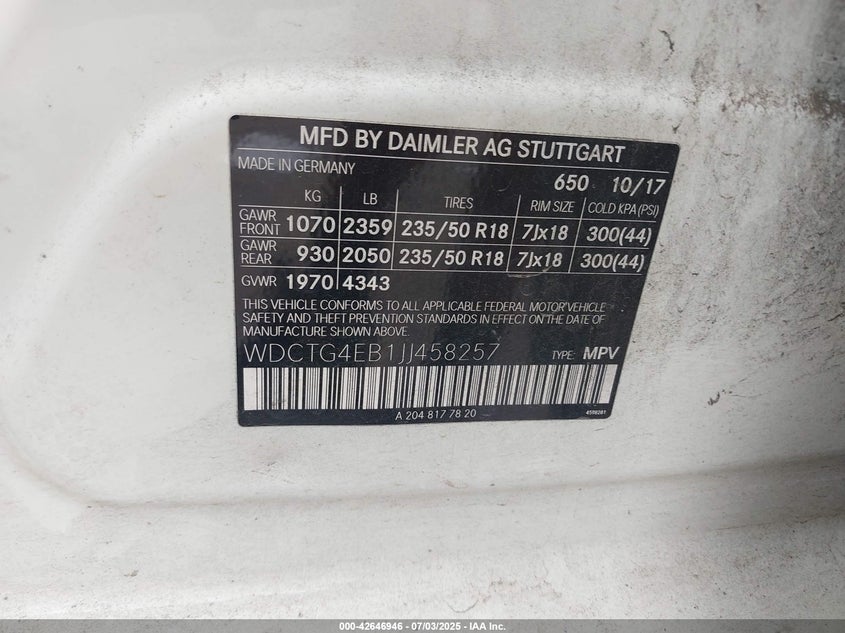 MFD BY DAIMLER AG STUTTGART
MADE IN GERMANY
650 10/17
KG LB TIRES RIM SIZE COLD KPA (PSI)
GAWR FRONT 1070 2359 235/50 R18 7Jx18 300(44)
GAWR REAR 930 2050 235/50 R18 7Jx18 300(44)
GVWR 1970 4343
THIS VEHICLE CONFORMS TO ALL APPLICABLE FEDERAL MOTOR VEHICLE
SAFETY AND THEFT PREVENTION STANDARDS IN EFFECT ON THE DATE OF
MANUFACTURE SHOWN ABOVE.
WDCTG4EB1JJ458257 TYPE: MPV
A 204 817 78 20
000-42646946 - 07/03/2025 - IAA Inc.